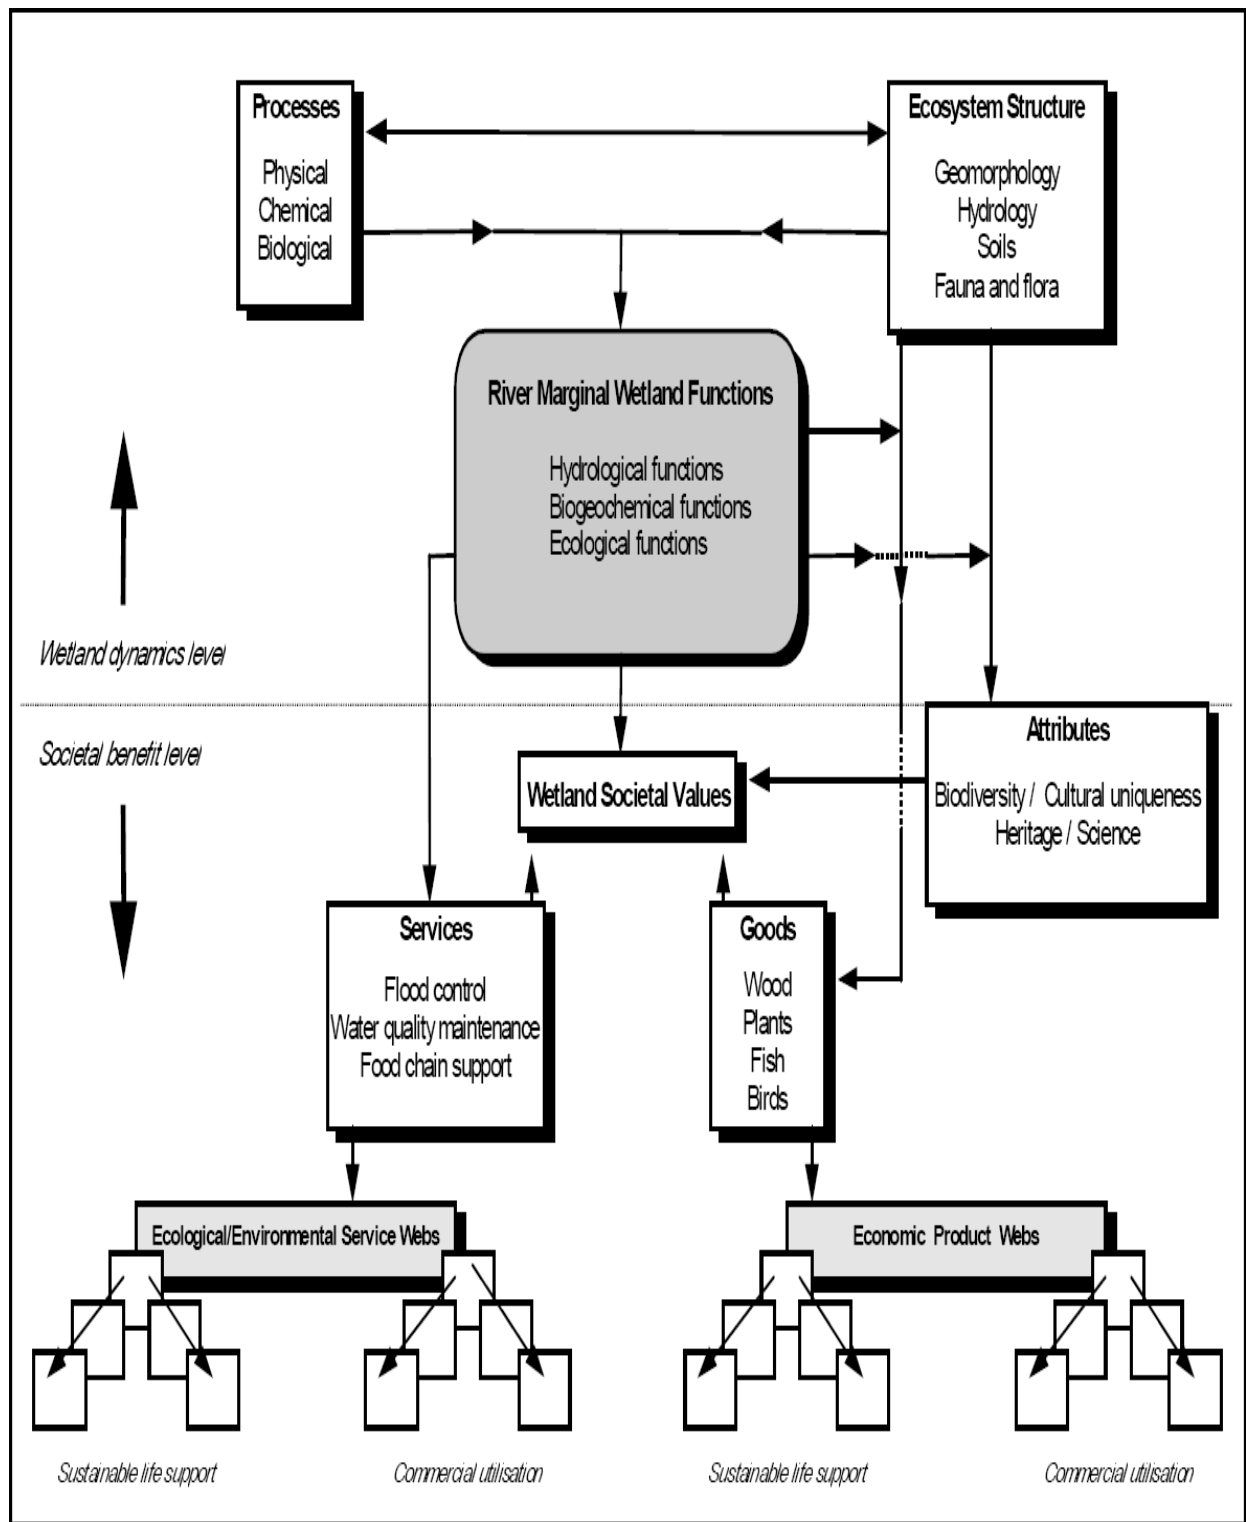 Processes
Physical
Chemical
Biological
Ecosystem Structure
Geomorphology
Hydrology
Soils
Fauna and flora
River Marginal Wetland Functions
Hydrological functions
Biogeochemical functions
Ecological functions
Wetland dynamics level
Societal benefit level
Attributes
Biodiversity / Cultural uniqueness
Heritage / Science
Wetland Societal Values
Services
Flood control
Water quality maintenance
Food chain support
Goods
Wood
Plants
Fish
Birds
Ecological/Environmental Service Webs
Economic Product Webs
Sustainable life support
Commercial utilisation
Sustainable life support
Commercial utilisation